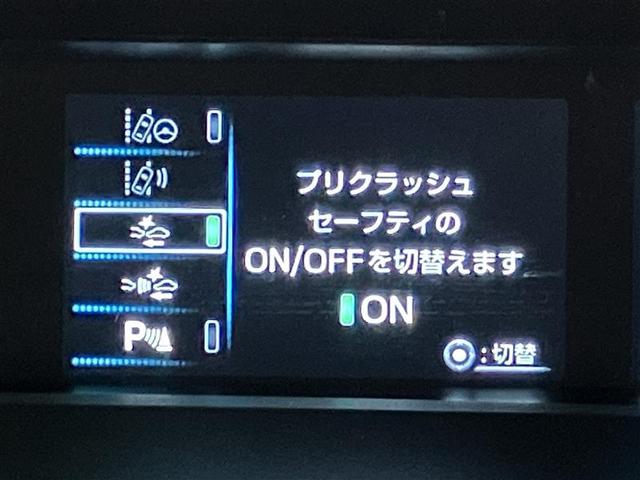 プリクラッシュ
セーフティの
ON/OFFを切替えます
ON
P
:切替